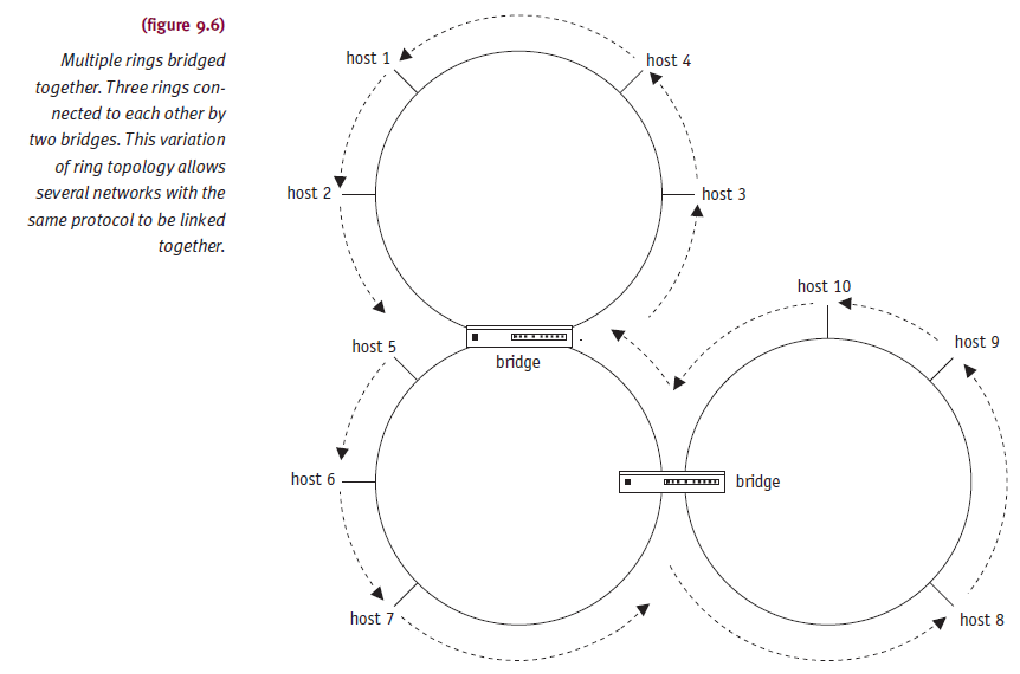 (figure 9.6)
Multiple rings bridged
together. Three rings con-
nected to each other by
two bridges. This variation
of ring topology allows
several networks with the
same protocol to be linked
together.
host 1
host 4
host 2
host 3
host 10
host 5
host 9
bridge
host 6
bridge
host 7
host 8